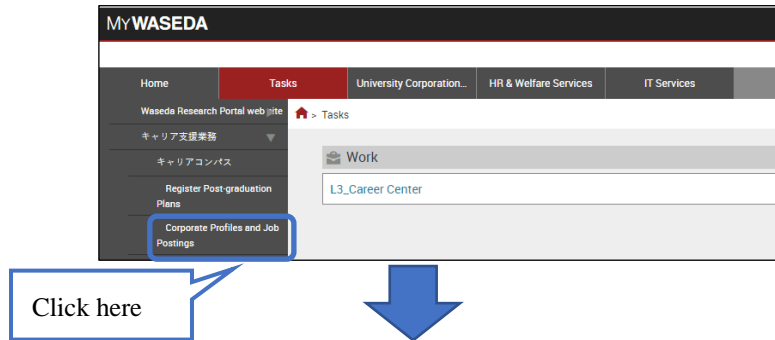 MYWASEDA
Home Tasks University Corporation... HR & Welfare Services IT Services
Waseda Research Portal web site
> Tasks
キャリア支援業務
Work
キャリアコンパス
L3_Career Center
Register Post-graduation
Plans
Corporate Profiles and Job
Postings
Click here